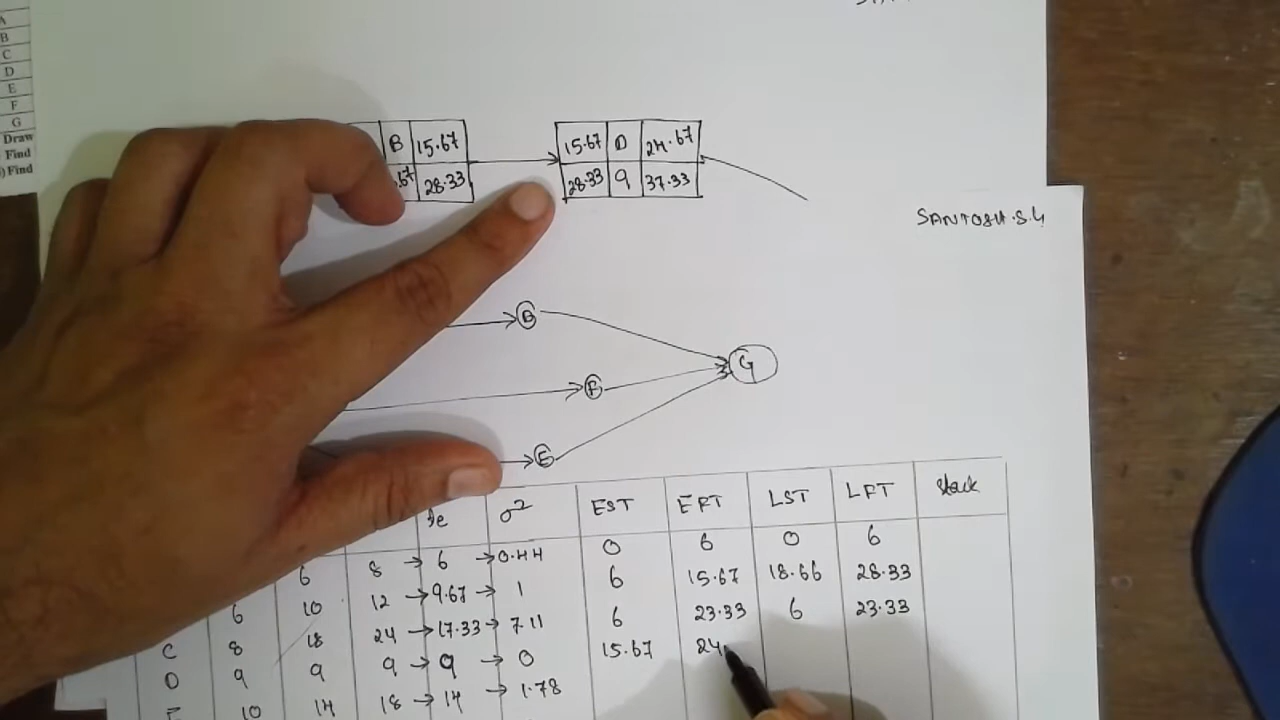 A
B
C
D
E
F
G
Draw
Find
Find
B 15.67
.67 28.33
15.67 D 24.67
28.33 9 37.33
SANTOSH.S.
D
F
G
E
te σ2 EST EFT LST LFT Slack
6 8 → 6 → 0.44 0 6 0 6
6 10 12 → 9.67 → 1 6 15.67 18.66 28.33
C 8 18 24 → 17.33 → 7.11 6 23.33 6 23.33
D 9 9 9 → 9 → 0 15.67 24
10 14 18 → 14 → 1.78